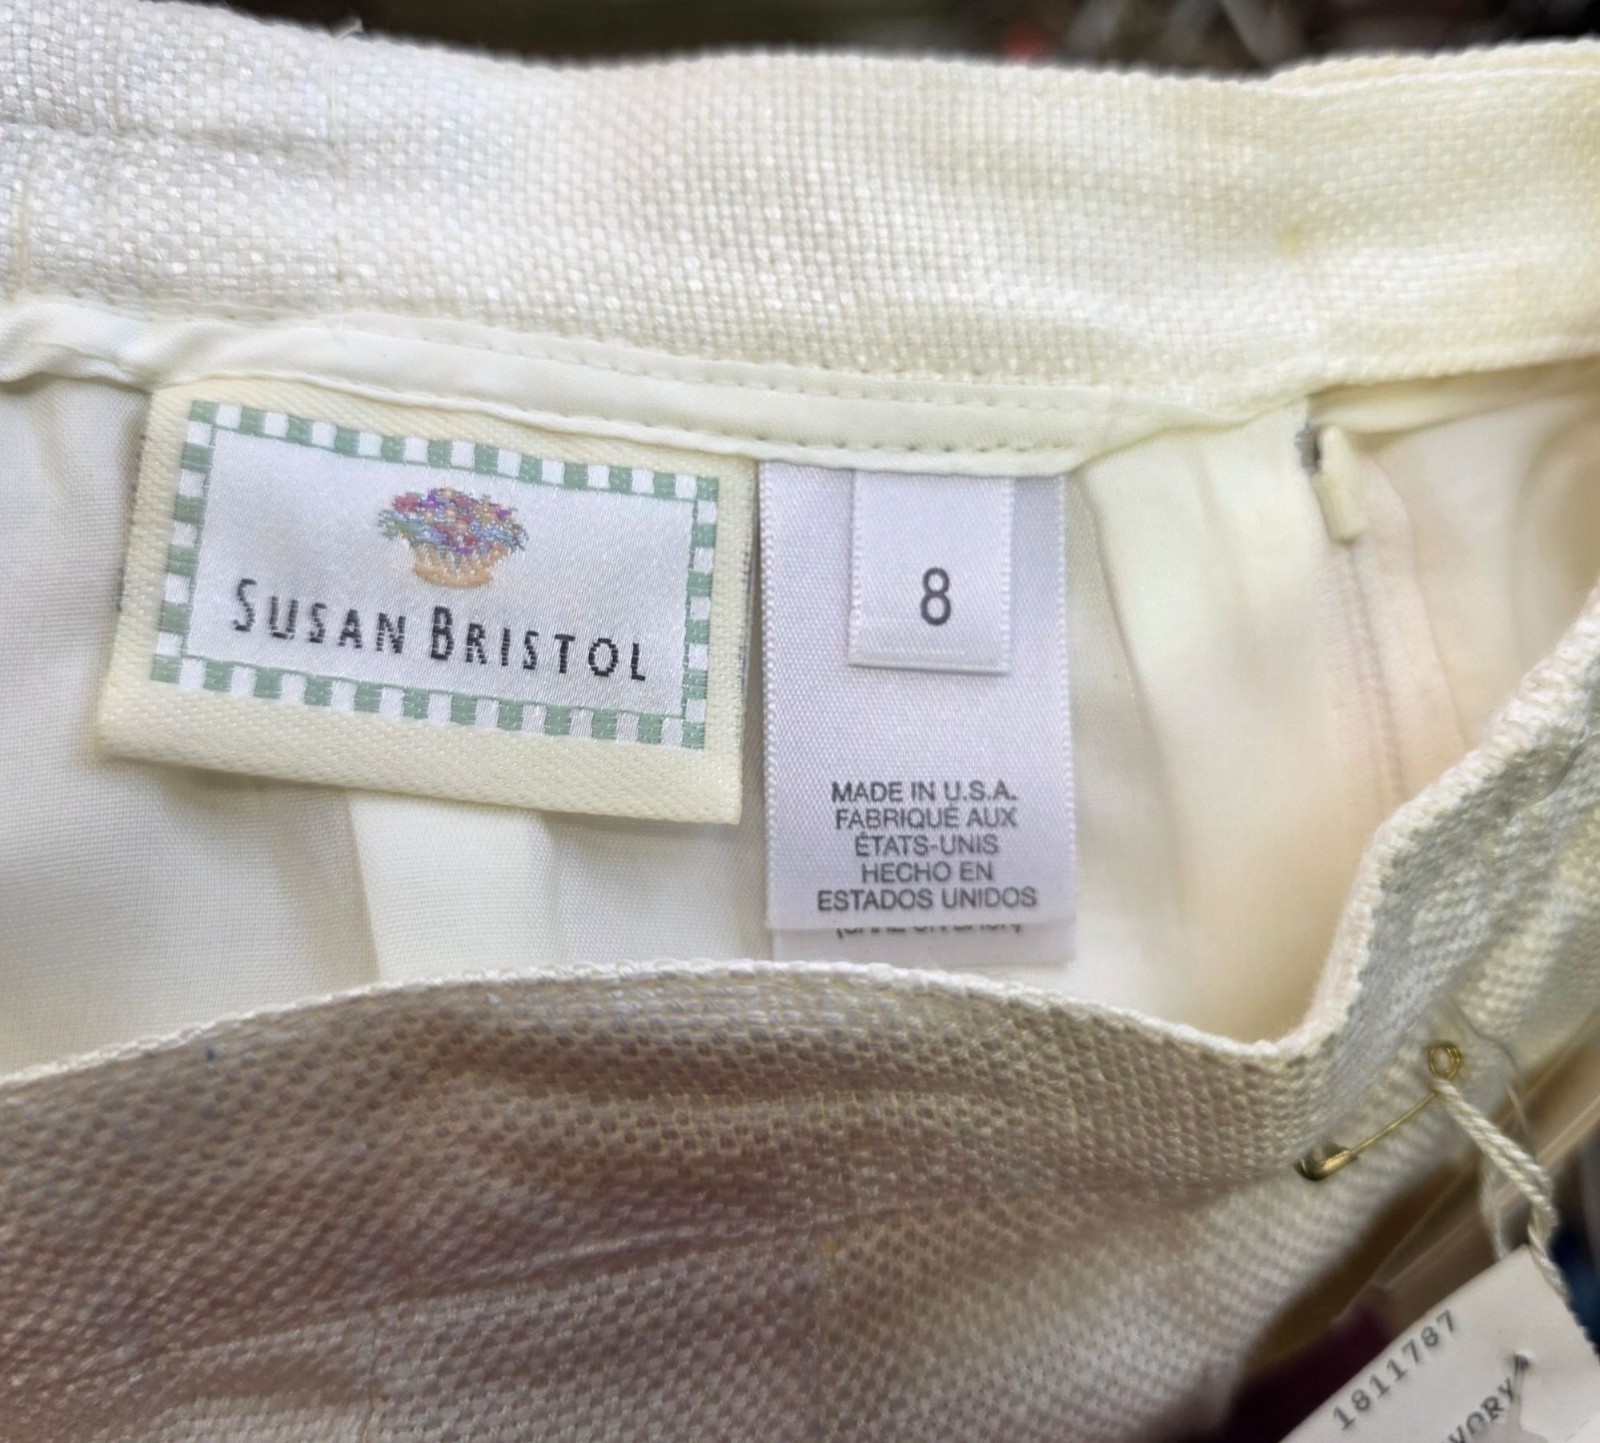 SUSAN BRISTOL
8
MADE IN U.S.A.
FABRIQUÉ AUX
ÉTATS-UNIS
HECHO EN
ESTADOS UNIDOS
1811787